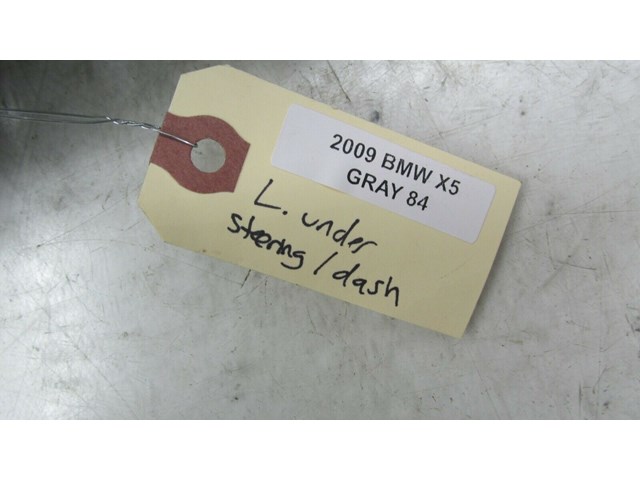 2009 BMW X5
GRAY 84
L. under
steering / dash